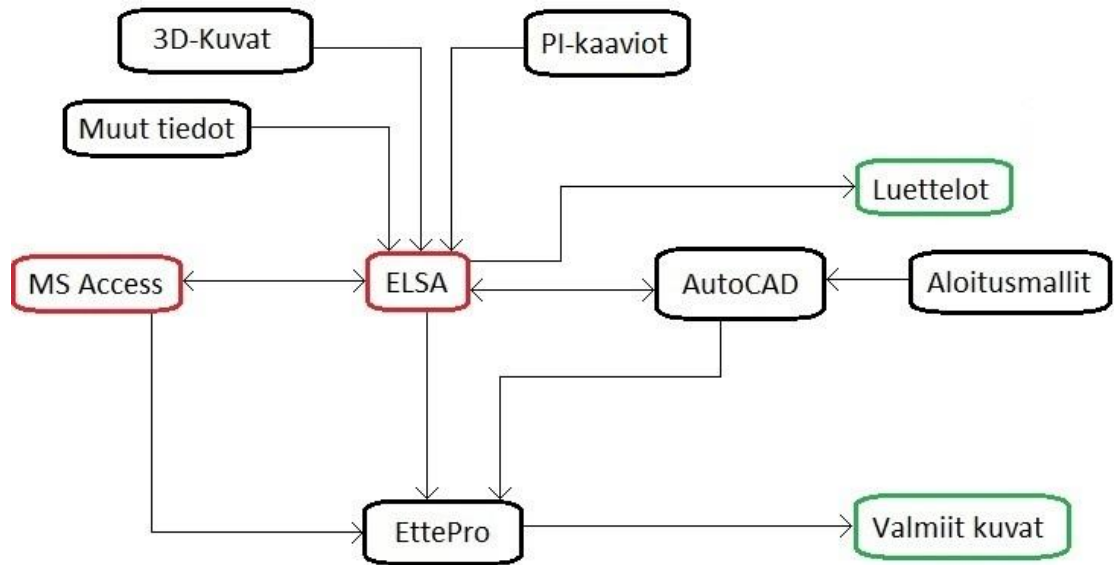 3D-Kuvat
PI-kaaviot
Muut tiedot
Luettelot
MS Access
ELSA
AutoCAD
Aloitusmallit
EttePro
Valmiit kuvat